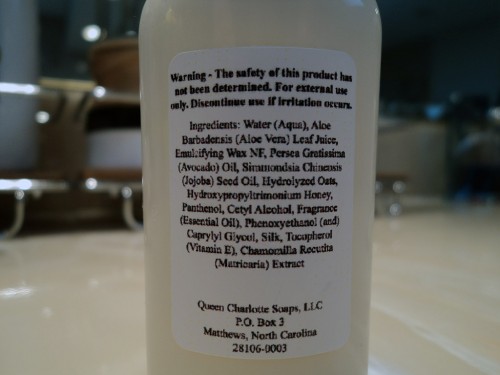 Warning - The safety of this product has
not been determined. For external use
only. Discontinue use if irritation occurs.
Ingredients: Water (Aqua), Aloe
Barbadensis (Aloe Vera) Leaf Juice,
Emulsifying Wax NF, Persea Gratissima
(Avocado) Oil, Simmondsia Chinensis
(Jojoba) Seed Oil, Hydrolyzed Oats,
Hydroxypropyltrimonium Honey,
Panthenol, Cetyl Alcohol, Fragrance
(Essential Oil), Phenoxyethanol (and)
Caprylyl Glycol, Silk, Tocopherol
(Vitamin E), Chamomilla Recutita
(Matricaria) Extract
Queen Charlotte Soaps, LLC
P.O. Box 3
Matthews, North Carolina
28106-0003